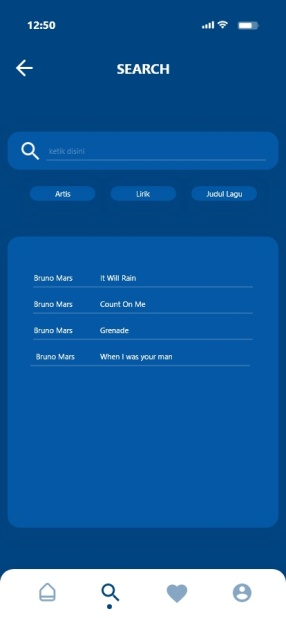 12:50
SEARCH
ketik disini
Artis Lirik Judul Lagu
Bruno Mars It Will Rain
Bruno Mars Count On Me
Bruno Mars Grenade
Bruno Mars When I was your man